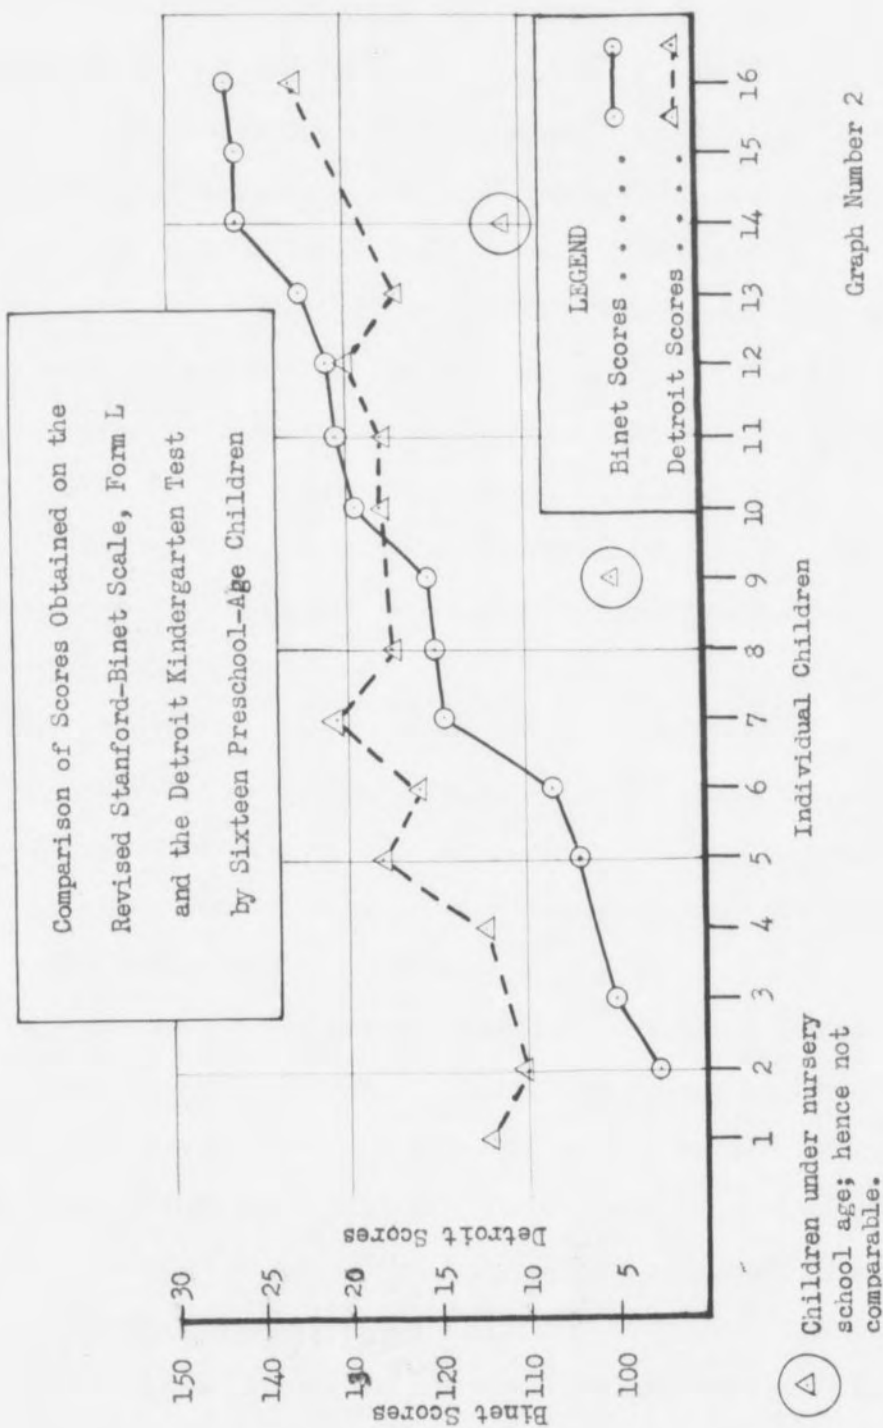 Comparison of Scores Obtained on the
Revised Stanford-Binet Scale, Form L
and the Detroit Kindergarten Test
by Sixteen Preschool-Age Children
Binet Scores
150
140
130
120
110
100
Detroit Scores
30
25
20
15
10
5
LEGEND
Binet Scores . . . . .
Detroit Scores . . . . .
1 2 3 4 5 6 7 8 9 10 11 12 13 14 15 16
Individual Children
Children under nursery
school age; hence not
comparable.
Graph Number 2